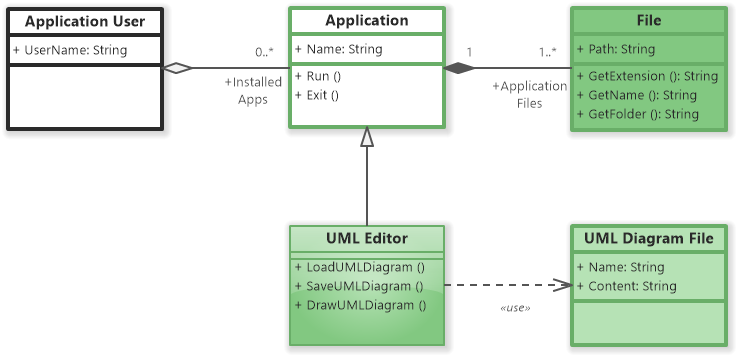 Application User
+ UserName: String
0..*
+Installed
Apps
Application
+ Name: String
+ Run ()
+ Exit ()
1
1..*
+Application
Files
File
+ Path: String
+ GetExtension (): String
+ GetName (): String
+ GetFolder (): String
UML Editor
+ LoadUMLDiagram ()
+ SaveUMLDiagram ()
+ DrawUMLDiagram ()
«use»
UML Diagram File
+ Name: String
+ Content: String